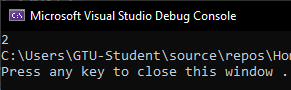 Microsoft Visual Studio Debug Console
2
C:\Users\GTU-Student\source\repos\Ho
Press any key to close this window .